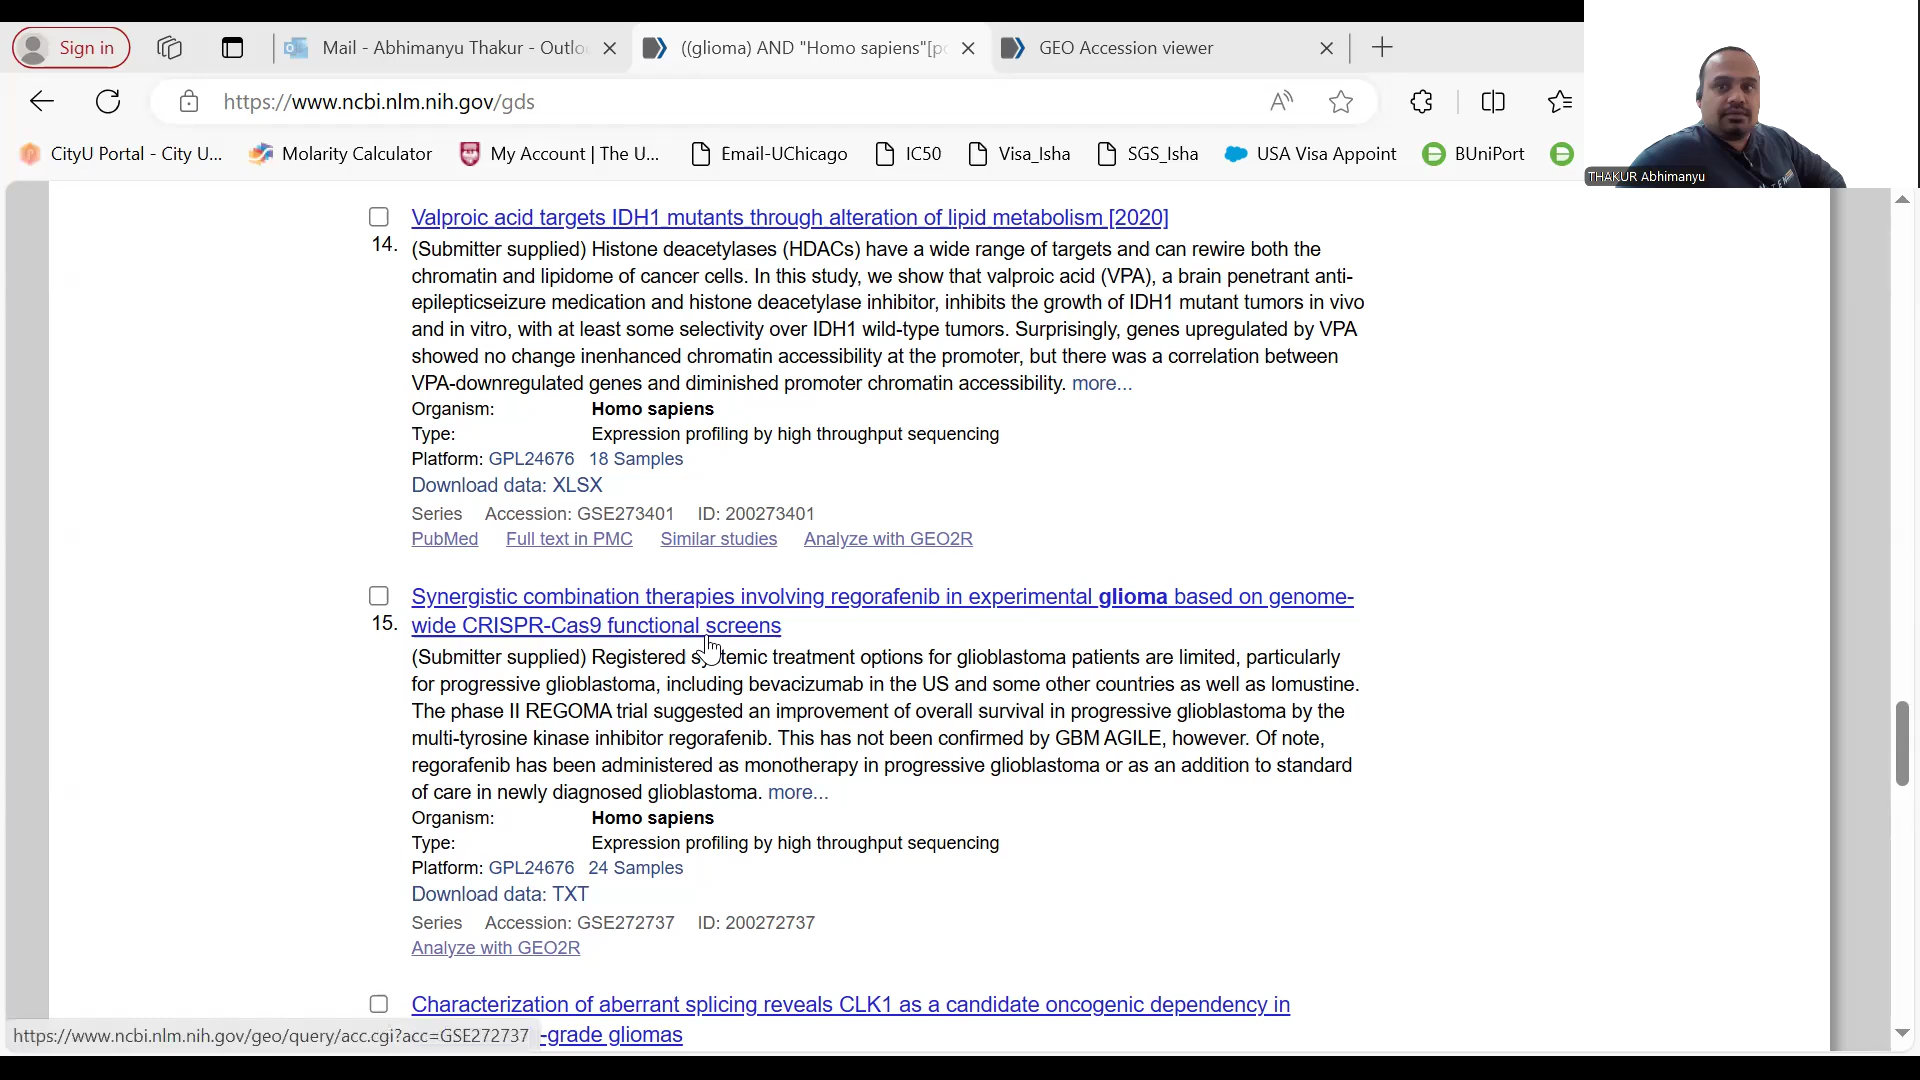 Sign in
Mail - Abhimanyu Thakur - Outlo
((glioma) AND "Homo sapiens"[po
GEO Accession viewer
https://www.ncbi.nlm.nih.gov/gds
CityU Portal - City U...
Molarity Calculator
My Account | The U...
Email-UChicago
IC50
Visa_Isha
SGS_Isha
USA Visa Appoint
BUniPort
THAKUR Abhimanyu
Valproic acid targets IDH1 mutants through alteration of lipid metabolism [2020]
14.
(Submitter supplied) Histone deacetylases (HDACs) have a wide range of targets and can rewire both the
chromatin and lipidome of cancer cells. In this study, we show that valproic acid (VPA), a brain penetrant anti-
epilepticseizure medication and histone deacetylase inhibitor, inhibits the growth of IDH1 mutant tumors in vivo
and in vitro, with at least some selectivity over IDH1 wild-type tumors. Surprisingly, genes upregulated by VPA
showed no change inenhanced chromatin accessibility at the promoter, but there was a correlation between
VPA-downregulated genes and diminished promoter chromatin accessibility. more...
Organism: Homo sapiens
Type: Expression profiling by high throughput sequencing
Platform: GPL24676 18 Samples
Download data: XLSX
Series Accession: GSE273401 ID: 200273401
PubMed Full text in PMC Similar studies Analyze with GEO2R
Synergistic combination therapies involving regorafenib in experimental glioma based on genome-
15. wide CRISPR-Cas9 functional screens
(Submitter supplied) Registered systemic treatment options for glioblastoma patients are limited, particularly
for progressive glioblastoma, including bevacizumab in the US and some other countries as well as lomustine.
The phase II REGOMA trial suggested an improvement of overall survival in progressive glioblastoma by the
multi-tyrosine kinase inhibitor regorafenib. This has not been confirmed by GBM AGILE, however. Of note,
regorafenib has been administered as monotherapy in progressive glioblastoma or as an addition to standard
of care in newly diagnosed glioblastoma. more...
Organism: Homo sapiens
Type: Expression profiling by high throughput sequencing
Platform: GPL24676 24 Samples
Download data: TXT
Series Accession: GSE272737 ID: 200272737
Analyze with GEO2R
Characterization of aberrant splicing reveals CLK1 as a candidate oncogenic dependency in
-grade gliomas
https://www.ncbi.nlm.nih.gov/geo/query/acc.cgi?acc=GSE272737